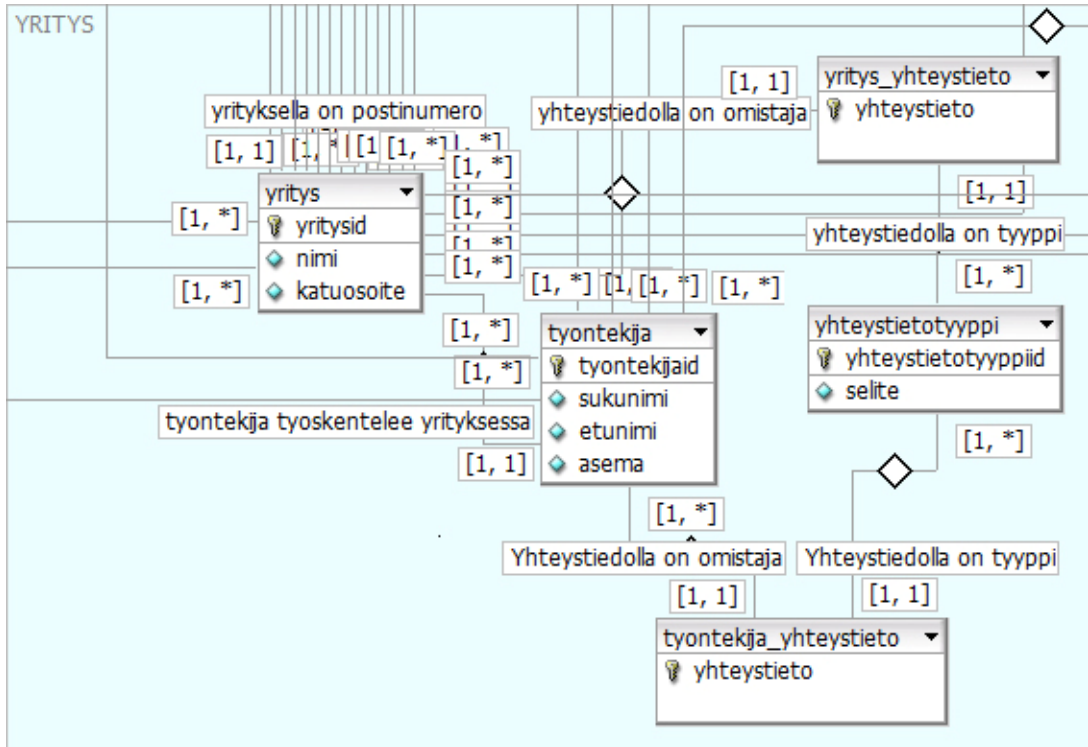 YRITYS
yritys_yhteystieto
yhteystieto
[1, 1]
yhteystiedolla on omistaja
yrityksella on postinumero
[1, 1]
[1, *]
[1, *]
[1, *]
[1, *]
[1, *]
[1, *]
[1, *]
yritys
yritysid
nimi
katuosoite
[1, *]
[1, *]
[1, 1]
yhteystiedolla on tyyppi
[1, *]
[1, *]
[1, *]
[1, *]
[1, *]
[1, *]
tyontekija
tyontekijaid
sukunimi
etunimi
asema
yhteystietotyyppi
yhteystietotyyppiid
selite
tyontekija tyoskentelee yrityksessa
[1, 1]
[1, *]
[1, *]
Yhteystiedolla on omistaja
Yhteystiedolla on tyyppi
[1, 1]
[1, 1]
tyontekija_yhteystieto
yhteystieto